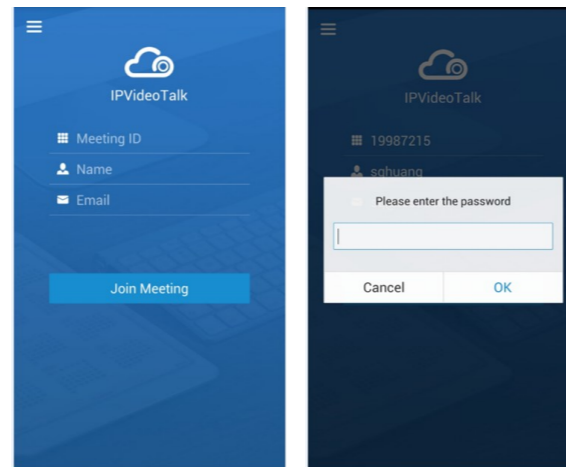 IPVideoTalk
Meeting ID
Name
Email
Join Meeting
IPVideoTalk
19987215
sghuang
Please enter the password
Cancel
OK